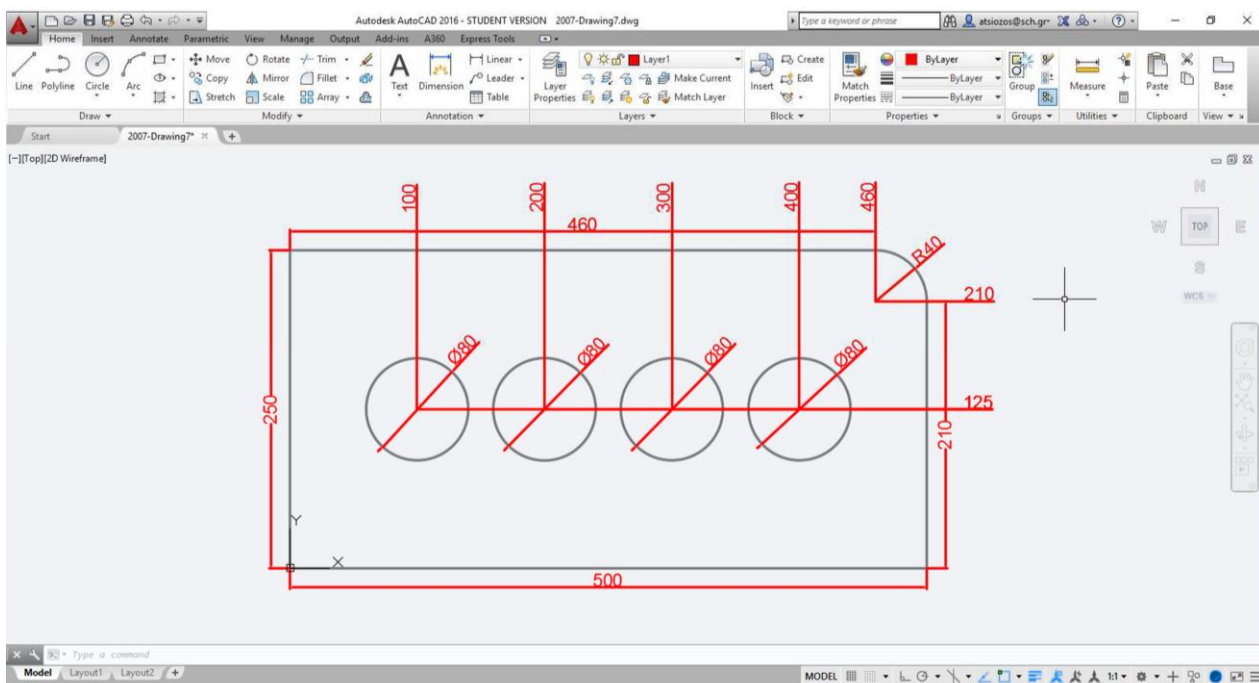 Autodesk AutoCAD 2016 - STUDENT VERSION 2007-Drawing7.dwg
Type a keyword or phrase
atsiozos@sch.gr
Home Insert Annotate Parametric View Manage Output Add-ins A360 Express Tools
Line Polyline Circle Arc
Move Rotate Trim
Copy Mirror Fillet
Stretch Scale Array
Text Dimension
Linear
Leader
Table
Layer Properties
Layer1
Make Current
Match Layer
Insert
Create
Edit
Match Properties
ByLayer
ByLayer
ByLayer
Group
Measure
Paste
Base
Draw Modify Annotation Layers Block Properties Groups Utilities Clipboard View
Start 2007-Drawing7*
[-][Top][2D Wireframe]
N
W TOP E
S
WCS
100 200 300 400 460
460
R40
210
Ø80 Ø80 Ø80 Ø80
250
125
210
Y
X
500
Type a command
Model Layout1 Layout2 +
MODEL 1:1